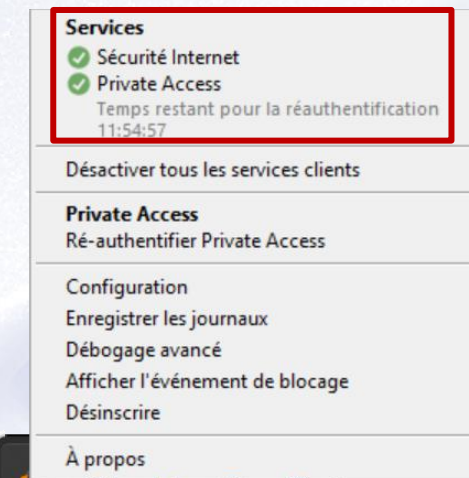 Services
Sécurité Internet
Private Access
Temps restant pour la réauthentification
11:54:57
Désactiver tous les services clients
Private Access
Ré-authentifier Private Access
Configuration
Enregistrer les journaux
Débogage avancé
Afficher l'événement de blocage
Désinscrire
À propos